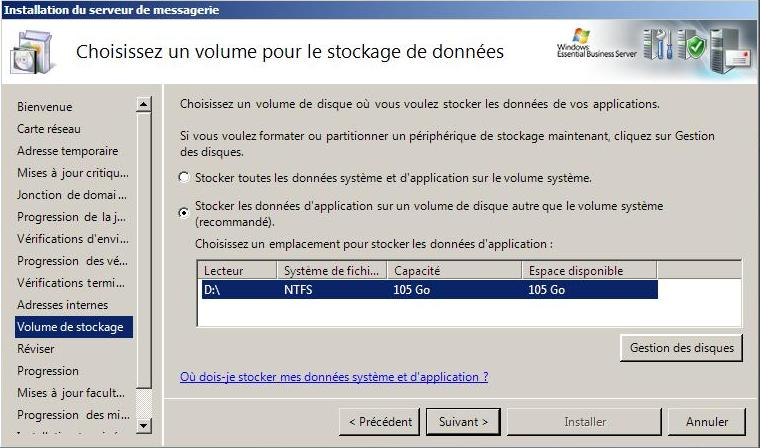 Installation du serveur de messagerie
Choisissez un volume pour le stockage de données
Windows
Essential Business Server
Bienvenue
Carte réseau
Adresse temporaire
Mises à jour critiqu...
Jonction de domai...
Progression de la j...
Vérifications d'envi...
Progression des vé...
Vérifications termi...
Adresses internes
Volume de stockage
Réviser
Progression
Mises à jour facult...
Progression des mi...
Choisissez un volume de disque où vous voulez stocker les données de vos applications.
Si vous voulez formater ou partitionner un périphérique de stockage maintenant, cliquez sur Gestion
des disques.
Stocker toutes les données système et d'application sur le volume système.
Stocker les données d'application sur un volume de disque autre que le volume système
(recommandé).
Choisissez un emplacement pour stocker les données d'application :
Lecteur Système de fichi... Capacité Espace disponible
D:\ NTFS 105 Go 105 Go
Gestion des disques
Où dois-je stocker mes données système et d'application ?
< Précédent Suivant > Installer Annuler